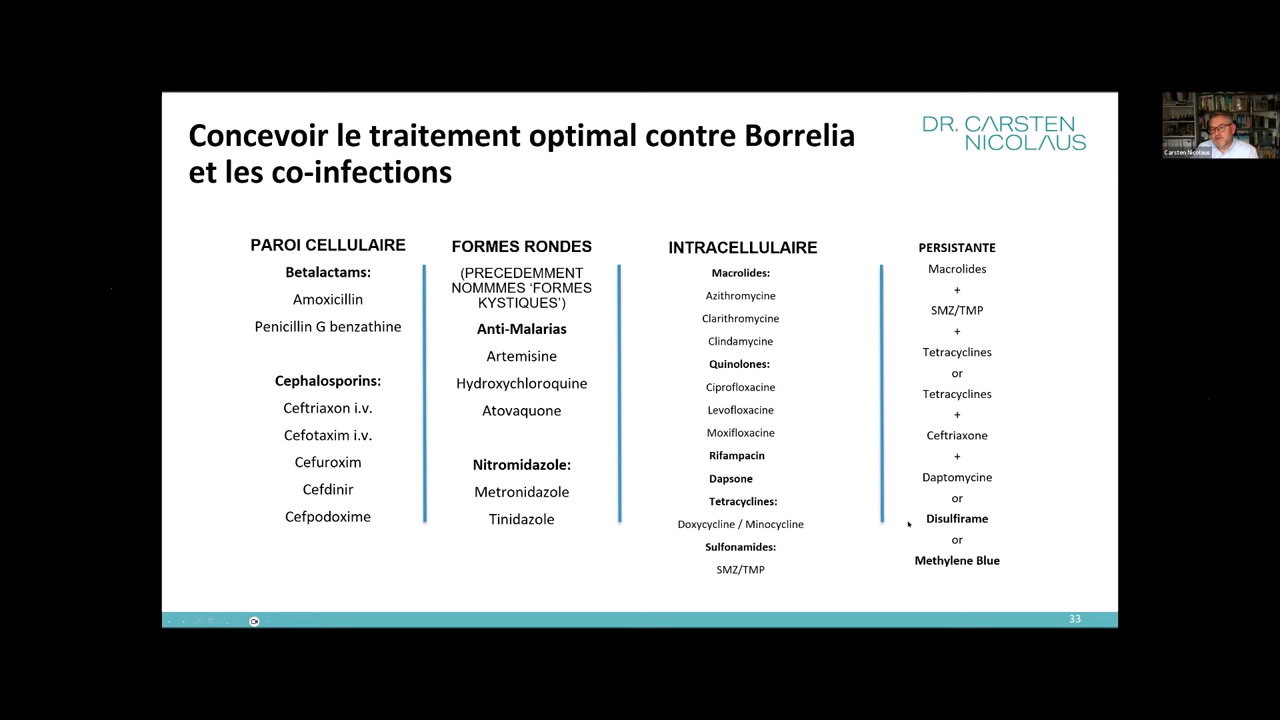 Concevoir le traitement optimal contre Borrelia
et les co-infections
DR. CARSTEN
NICOLAUS
Carsten Nicolaus
PAROI CELLULAIRE
Betalactams:
Amoxicillin
Penicillin G benzathine
Cephalosporins:
Ceftriaxon i.v.
Cefotaxim i.v.
Cefuroxim
Cefdinir
Cefpodoxime
FORMES RONDES
(PRECEDEMMENT
NOMMMES ‘FORMES
KYSTIQUES’)
Anti-Malarias
Artemisine
Hydroxychloroquine
Atovaquone
Nitromidazole:
Metronidazole
Tinidazole
INTRACELLULAIRE
Macrolides:
Azithromycine
Clarithromycine
Clindamycine
Quinolones:
Ciprofloxacine
Levofloxacine
Moxifloxacine
Rifampacin
Dapsone
Tetracyclines:
Doxycycline / Minocycline
Sulfonamides:
SMZ/TMP
PERSISTANTE
Macrolides
+
SMZ/TMP
+
Tetracyclines
or
Tetracyclines
+
Ceftriaxone
+
Daptomycine
or
Disulfirame
or
Methylene Blue
33